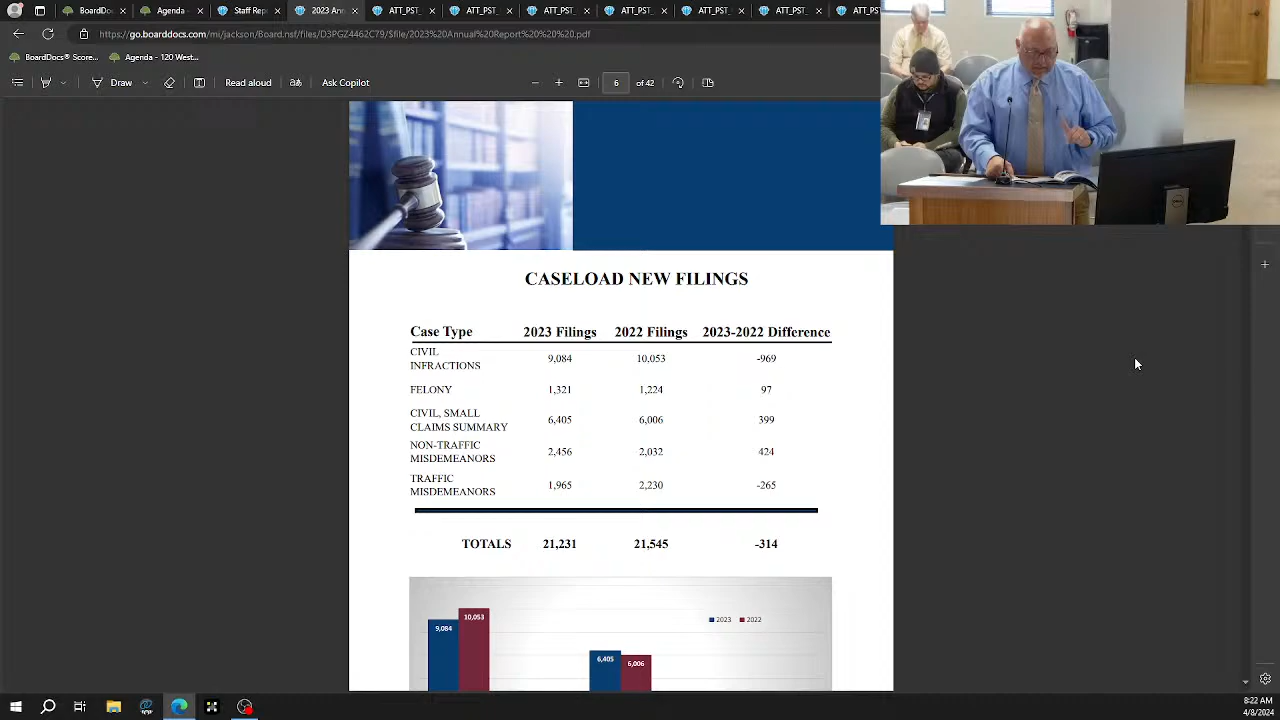 BoardDoc
Agenda
Staff Rep
2023 Ann
ATT_PST
ATT_PST
ATT_PST
ATT_PST
ATT_PST
ATT_PST
ATT_PST
https://go.boarddocs.com/mi/jackson/Board.nsf/files/D3PGZ4462C79/$file/2023%20Annual%20Report%20%20%20.pdf
BoardDocs® Score...
Agenda - 120 W
Draw
Read aloud
Ask Copilot
6 of 42
CASELOAD NEW FILINGS
Case Type 2023 Filings 2022 Filings 2023-2022 Difference
CIVIL
INFRACTIONS 9,084 10,053 -969
FELONY 1,321 1,224 97
CIVIL, SMALL
CLAIMS SUMMARY 6,405 6,006 399
NON-TRAFFIC
MISDEMEANORS 2,456 2,032 424
TRAFFIC
MISDEMEANORS 1,965 2,230 -265
TOTALS 21,231 21,545 -314
10,053
9,084
2023 2022
6,405
6,006
8:22 AM
4/8/2024